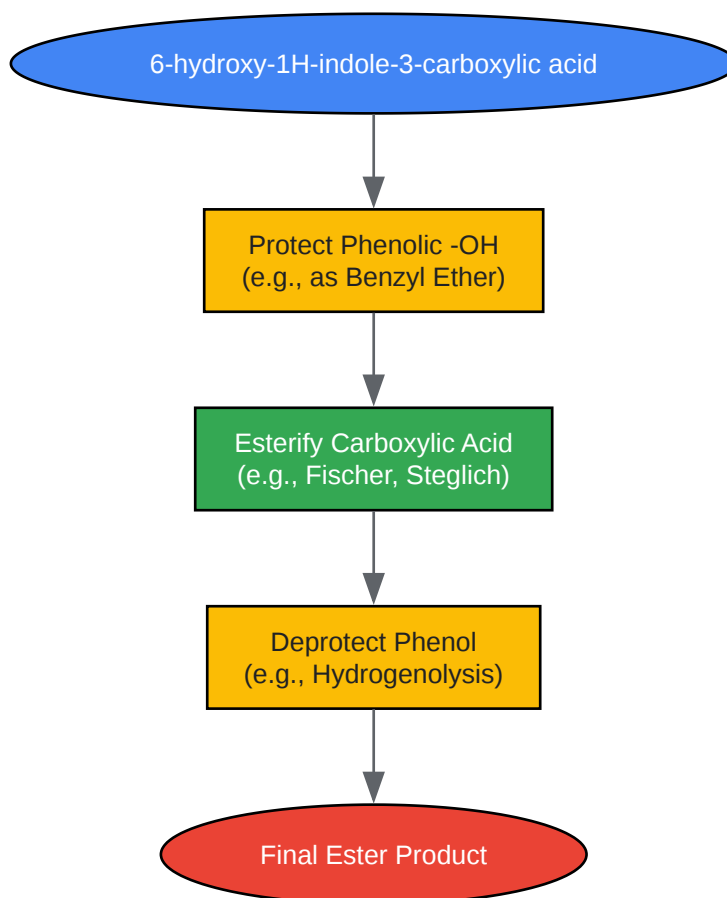 6-hydroxy-1H-indole-3-carboxylic acid
Protect Phenolic -OH
(e.g., as Benzyl Ether)
Esterify Carboxylic Acid
(e.g., Fischer, Steglich)
Deprotect Phenol
(e.g., Hydrogenolysis)
Final Ester Product